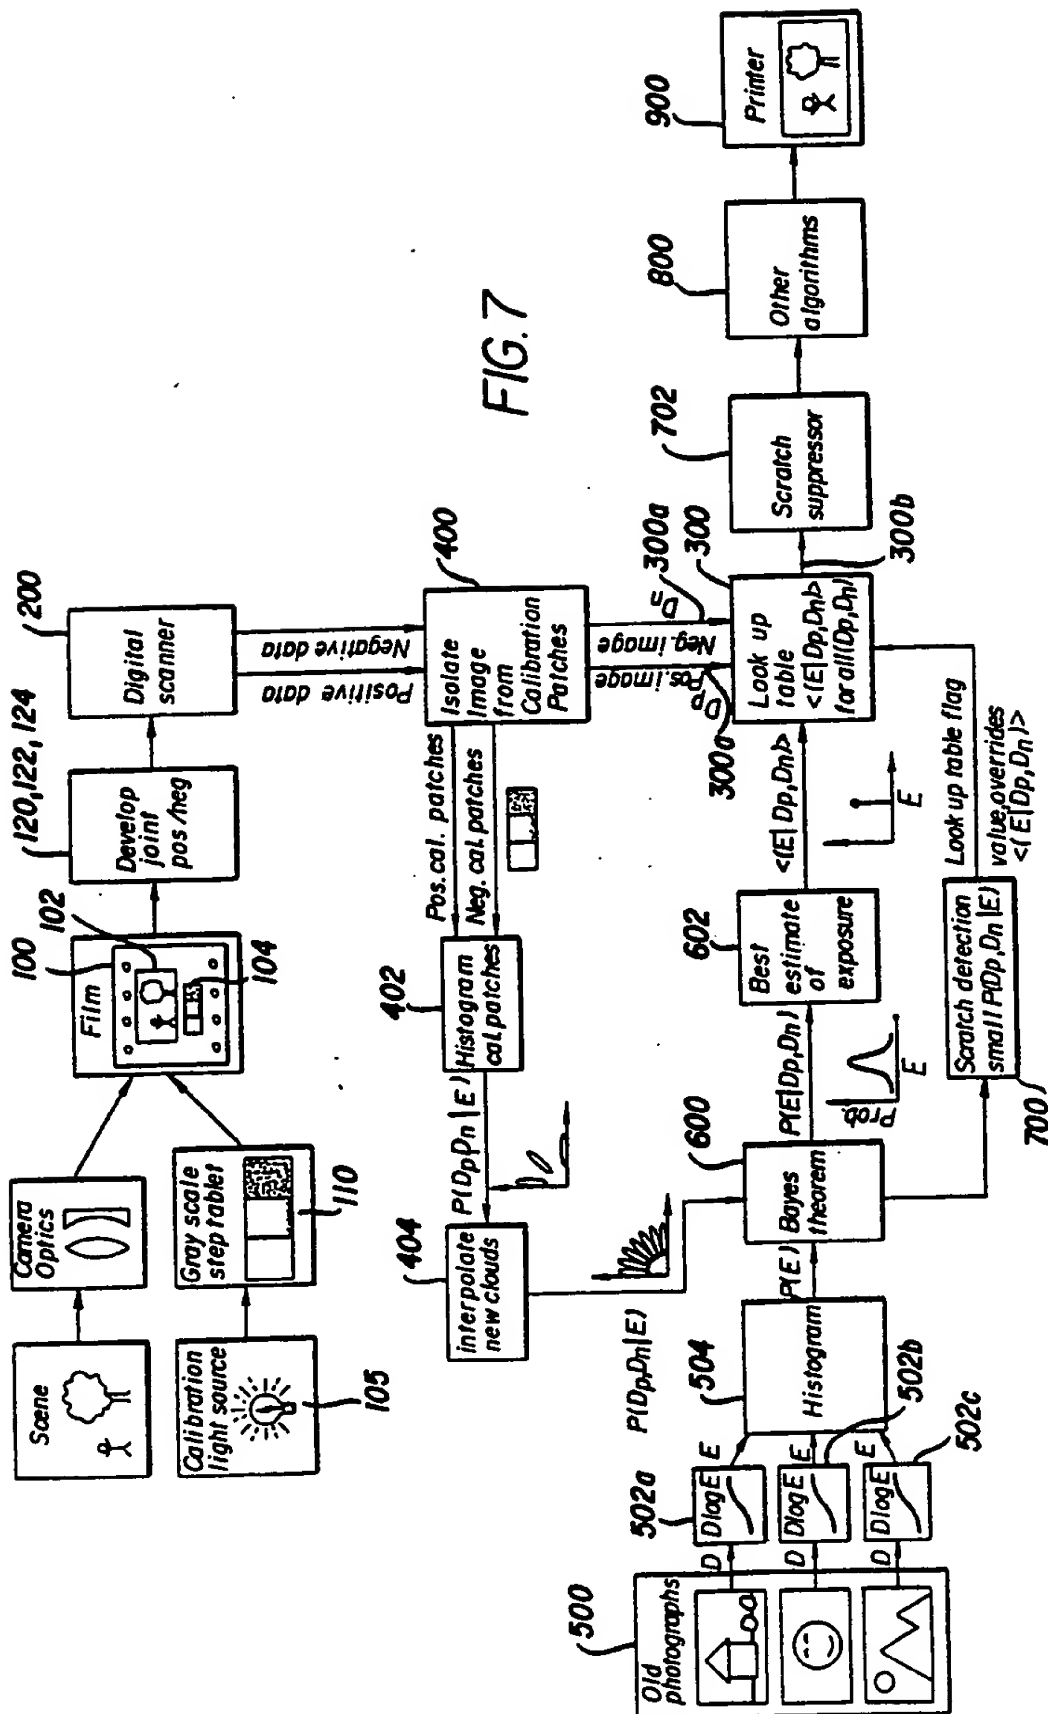 FIG. 7
Scene
Camera
Optics
Calibration
light source
105
Gray scale
step tablet
110
Film
100
102
104
Develop
joint
pos/neg
120, 122, 124
Digital
scanner
200
Positive data
Negative data
Isolate
Image
from
Calibration
Patches
400
Pos. cal. patches
Neg. cal. patches
Histogram
cal. patches
402
P(Dp,Dn|E)
interpolate
new clouds
404
P(Dp,Dn|E)
Old
photographs
500
D
D
D
DlogE
DlogE
DlogE
502a
502b
502c
E
E
E
Histogram
504
P(E)
Bayes
theorem
600
P(E|Dp,Dn)
Prob.
E
Best
estimate
of
exposure
602
<(E|Dp,Dn)>
E
Scratch detection
small P(Dp,Dn|E)
700
Look up table flag
value, overrides
<(E|Dp,Dn)>
Pos. image
Dp
300a
Neg. image
Dn
300a
Look up
table
<(E|Dp,Dn)>
for all(Dp,Dn)
300
300b
Scratch
suppressor
702
Other
algorithms
800
Printer
900